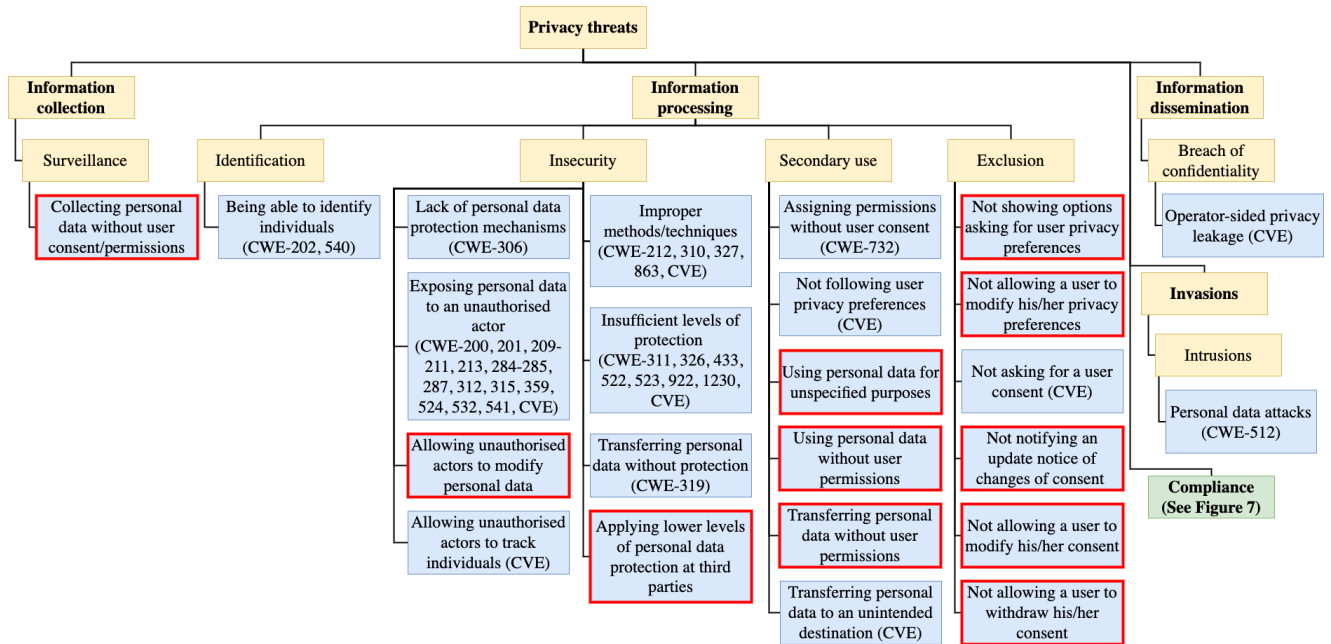 Privacy threats
Information
collection
Information
processing
Information
dissemination
Surveillance
Identification
Insecurity
Secondary use
Exclusion
Breach of
confidentiality
Collecting personal
data without user
consent/permissions
Being able to identify
individuals
(CWE-202, 540)
Lack of personal data
protection mechanisms
(CWE-306)
Exposing personal data
to an unauthorised
actor
(CWE-200, 201, 209-
211, 213, 284-285,
287, 312, 315, 359,
524, 532, 541, CVE)
Allowing unauthorised
actors to modify
personal data
Allowing unauthorised
actors to track
individuals (CVE)
Improper
methods/techniques
(CWE-212, 310, 327,
863, CVE)
Insufficient levels of
protection
(CWE-311, 326, 433,
522, 523, 922, 1230,
CVE)
Transferring personal
data without protection
(CWE-319)
Applying lower levels
of personal data
protection at third
parties
Assigning permissions
without user consent
(CWE-732)
Not following user
privacy preferences
(CVE)
Using personal data for
unspecified purposes
Using personal data
without user
permissions
Transferring personal
data without user
permissions
Transferring personal
data to an unintended
destination (CVE)
Not showing options
asking for user privacy
preferences
Not allowing a user to
modify his/her privacy
preferences
Not asking for a user
consent (CVE)
Not notifying an
update notice of
changes of consent
Not allowing a user to
modify his/her consent
Not allowing a user to
withdraw his/her
consent
Operator-sided privacy
leakage (CVE)
Invasions
Intrusions
Personal data attacks
(CWE-512)
Compliance
(See Figure 7)